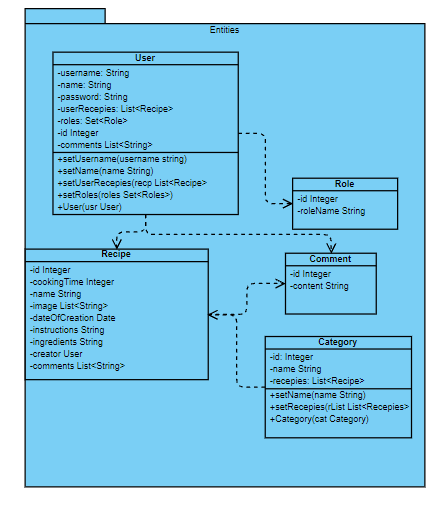 Entities
User
-username: String
-name: String
-password: String
-userRecepies: List<Recipe>
-roles: Set<Role>
-id Integer
-comments List<String>
+setUsername(username string)
+setName(name String)
+setUserRecepies(recp List<Recipe>
+setRoles(roles Set<Roles>)
+User(usr User)
Role
-id Integer
-roleName String
Recipe
-id Integer
-cookingTime Integer
-name String
-image List<String>
-dateOfCreation Date
-instructions String
-ingredients String
-creator User
-comments List<String>
Comment
-id Integer
-content String
Category
-id: Integer
-name String
-recepies: List<Recipe>
+setName(name String)
+setRecepies(rList List<Recepies>
+Category(cat Category)